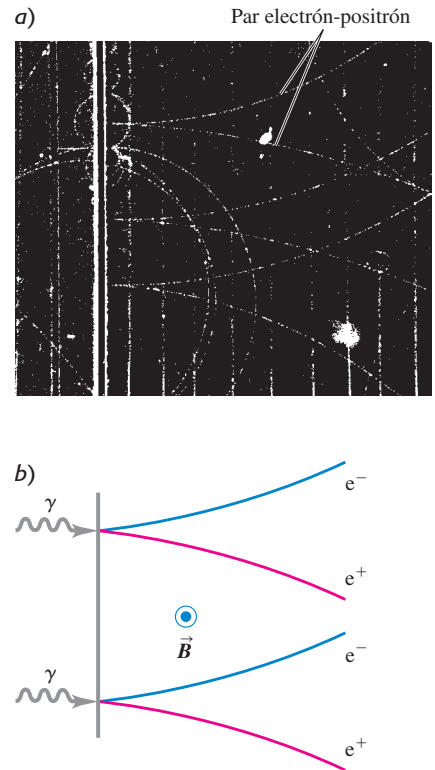 a)
Par electrón-positrón
b)
γ
e⁻
e⁺
B⃗
e⁻
γ
e⁺